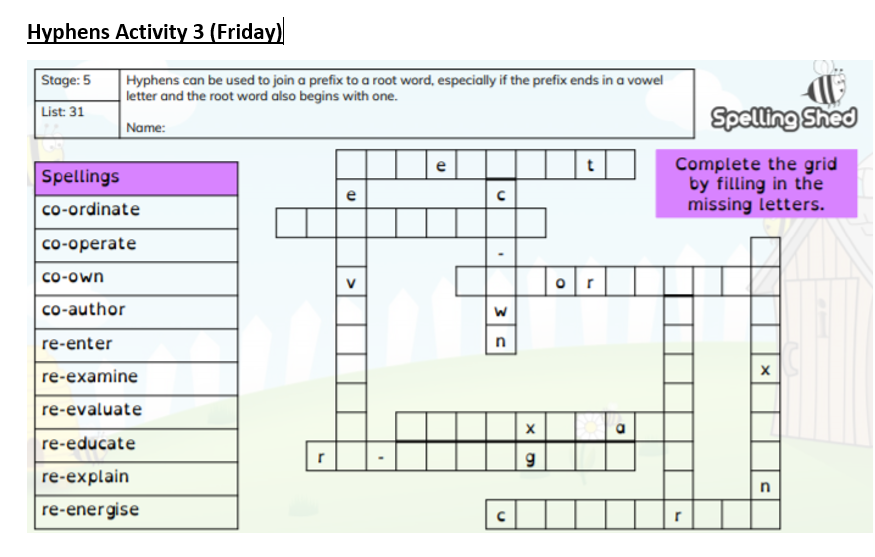 Hyphens Activity 3 (Friday)
Stage: 5
Hyphens can be used to join a prefix to a root word, especially if the prefix ends in a vowel
letter and the root word also begins with one.
List: 31
Name:
Spelling Shed
Spellings
co-ordinate
co-operate
co-own
co-author
re-enter
re-examine
re-evaluate
re-educate
re-explain
re-energise
Complete the grid
by filling in the
missing letters.
e t
e c
-
v o r
w
n
x
x a
r - g
n
c r